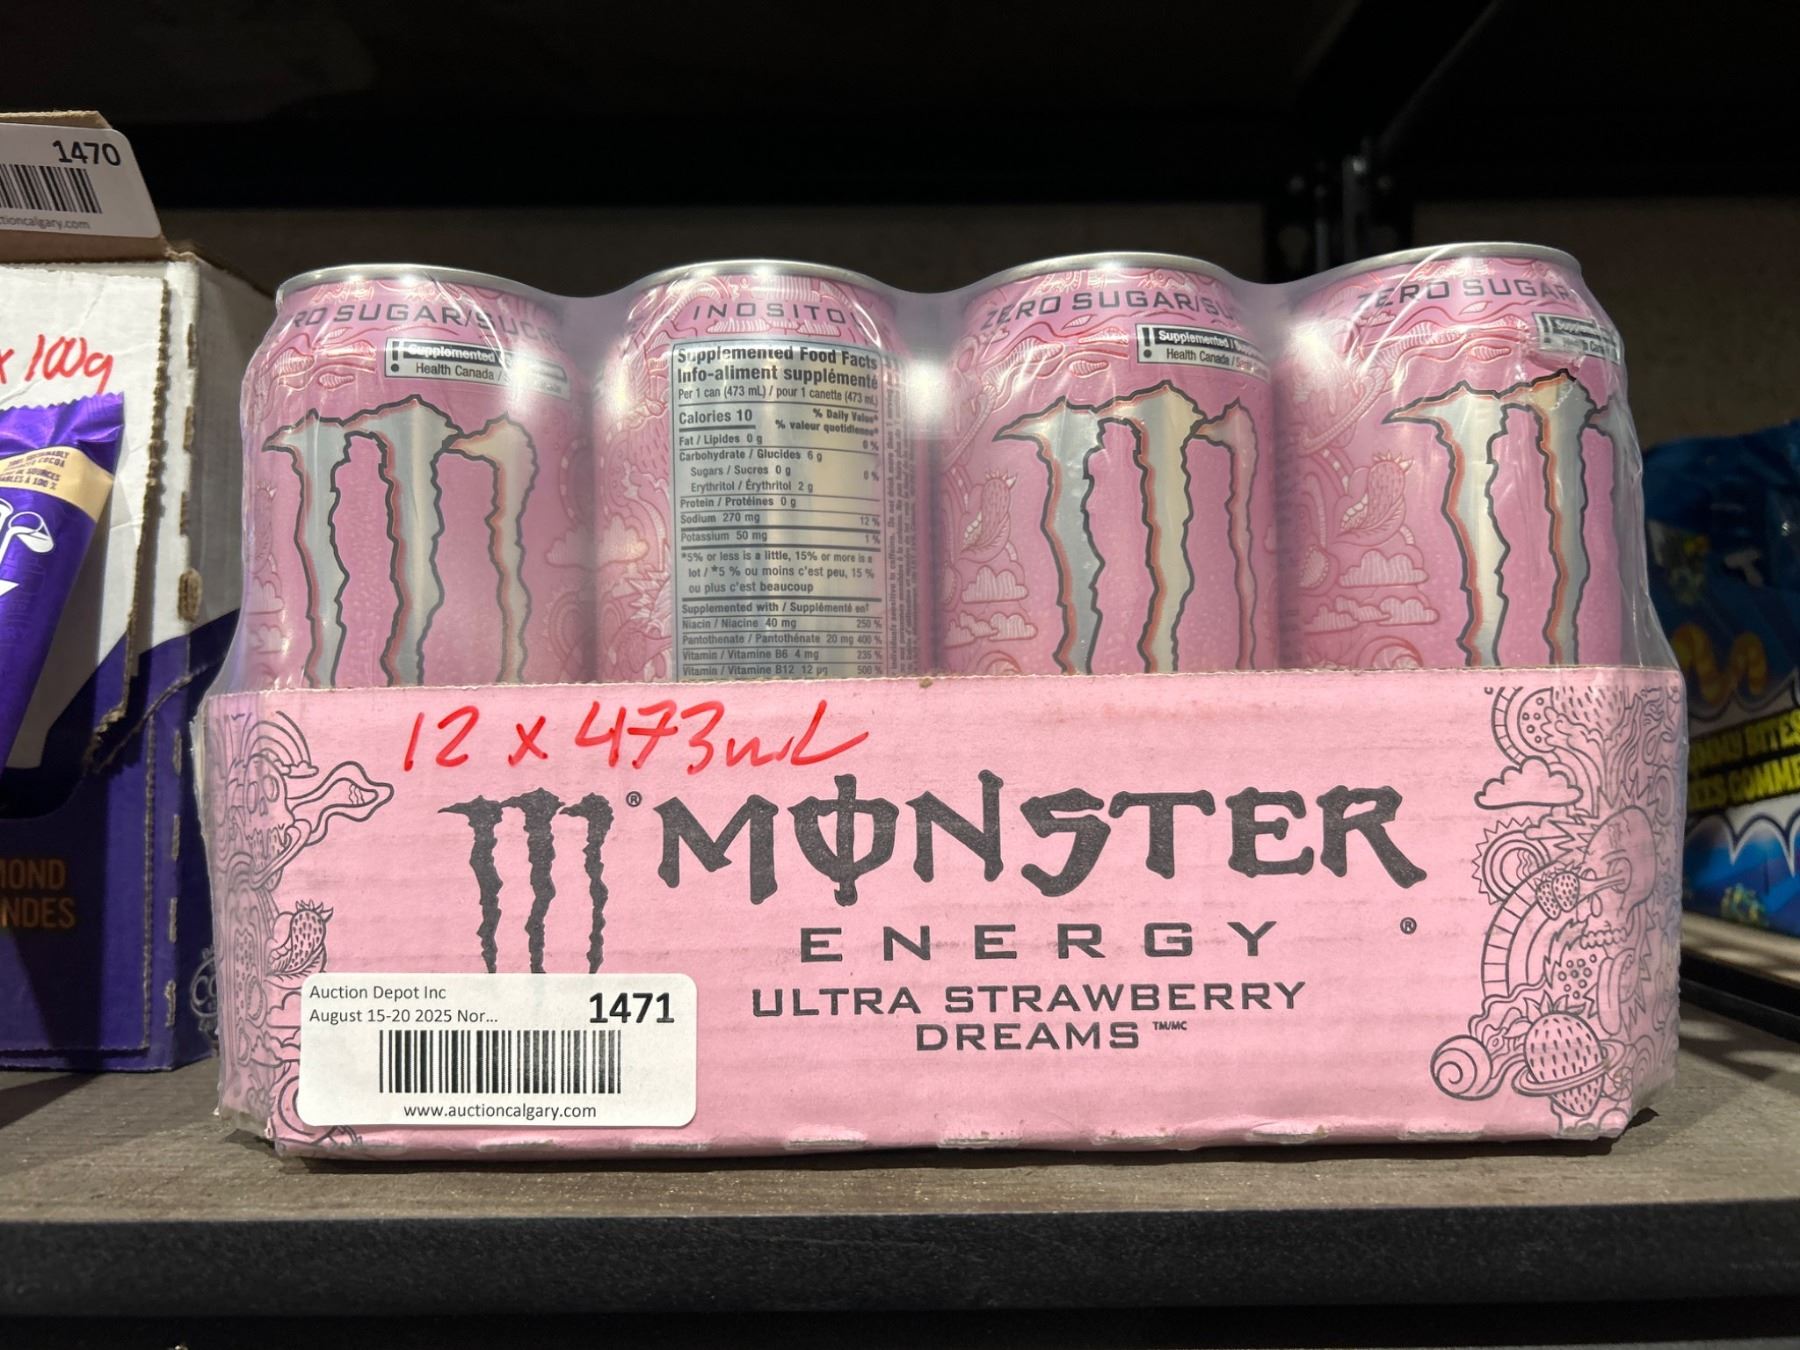 1470
x 100g
ZERO SUGAR/SU
Supplemented
Health Canada /
INOSITO
Supplemented Food Facts
Info-aliment supplémenté
Per 1 can (473 mL) / pour 1 canette (473 mL)
Calories 10
% Daily Value*
% valeur quotidienne*
Fat / Lipides 0 g 0 %
Carbohydrate / Glucides 6 g
Sugars / Sucres 0 g 0 %
Erythritol / Érythritol 2 g
Protein / Protéines 0 g
Sodium 270 mg 12 %
Potassium 50 mg 1 %
*5% or less is a little, 15% or more is a
lot / *5 % ou moins c'est peu, 15 %
ou plus c'est beaucoup
Supplemented with / Supplémenté en†
Niacin / Niacine 40 mg 250 %
Pantothenate / Pantothénate 20 mg 400 %
Vitamin / Vitamine B6 4 mg 235 %
Vitamin / Vitamine B12 12 µg 500 %
ZERO SUGAR/SU
Supplemented /
Health Canada /
ZERO SUGAR
Supplemented
12 x 473mL
MONSTER
ENERGY
ULTRA STRAWBERRY
DREAMS TM/MC
Auction Depot Inc
August 15-20 2025 Nor...
1471
www.auctioncalgary.com